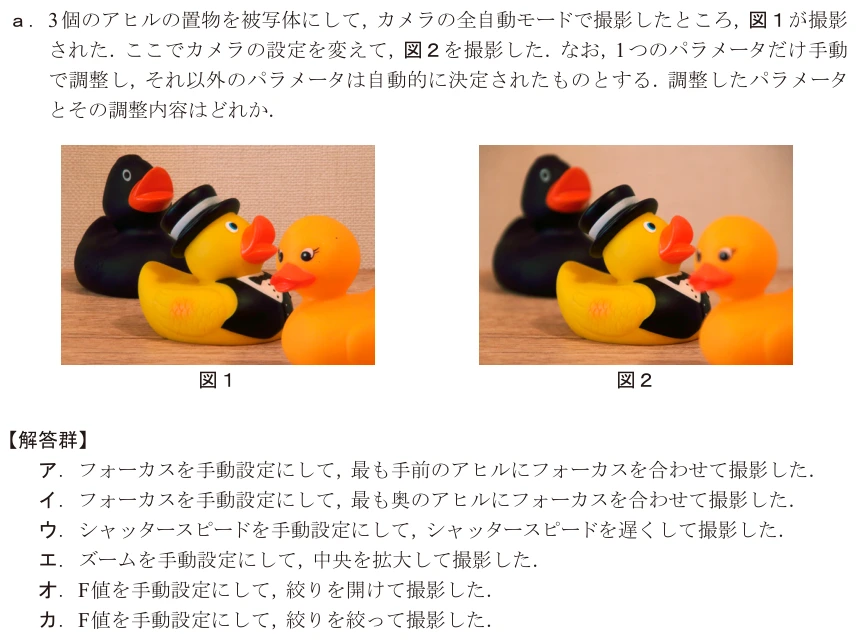 a．3個のアヒルの置物を被写体にして，カメラの全自動モードで撮影したところ，図1が撮影
された．ここでカメラの設定を変えて，図2を撮影した．なお，1つのパラメータだけ手動
で調整し，それ以外のパラメータは自動的に決定されたものとする．調整したパラメータ
とその調整内容はどれか．
図1
図2
【解答群】
ア．フォーカスを手動設定にして，最も手前のアヒルにフォーカスを合わせて撮影した．
イ．フォーカスを手動設定にして，最も奥のアヒルにフォーカスを合わせて撮影した．
ウ．シャッタースピードを手動設定にして，シャッタースピードを遅くして撮影した．
エ．ズームを手動設定にして，中央を拡大して撮影した．
オ．F値を手動設定にして，絞りを開けて撮影した．
カ．F値を手動設定にして，絞りを絞って撮影した．